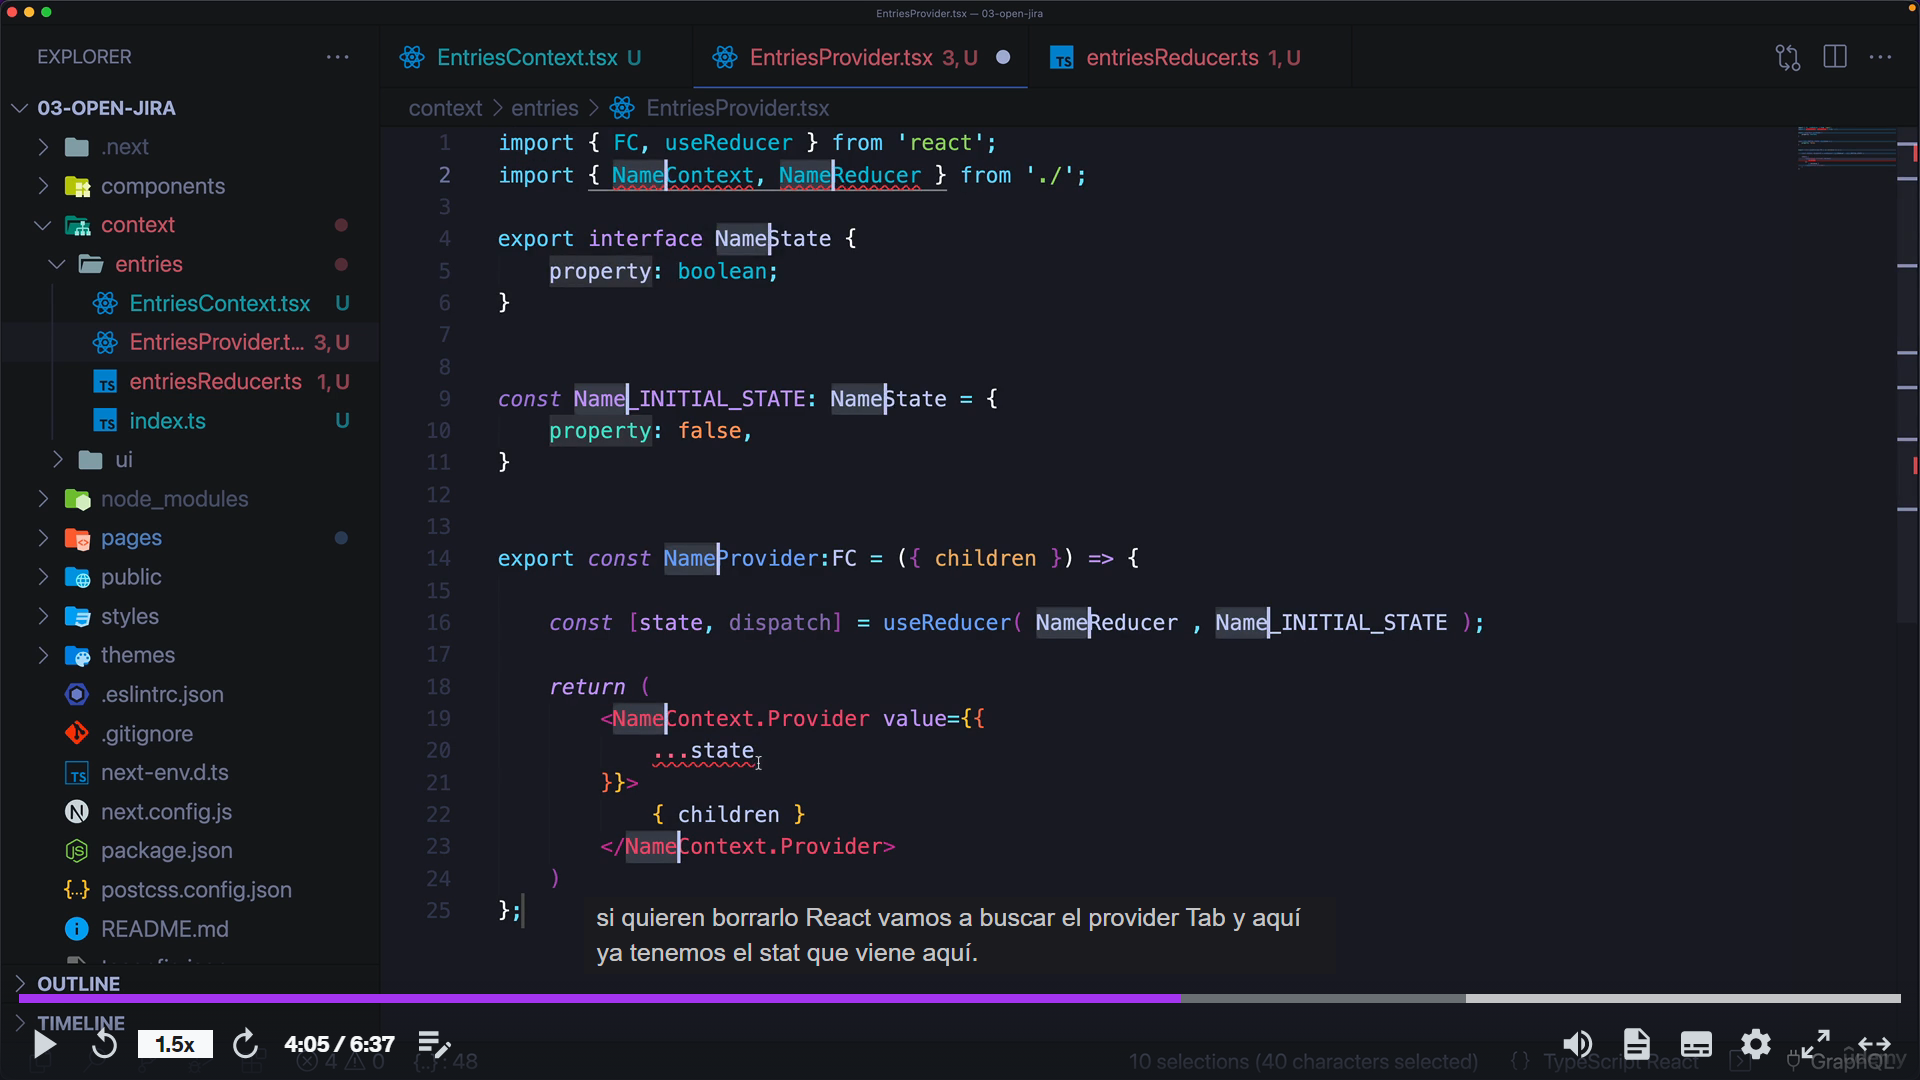 EntriesProvider.tsx — 03-open-jira
EXPLORER
03-OPEN-JIRA
.next
components
context
entries
EntriesContext.tsx U
EntriesProvider.t... 3, U
entriesReducer.ts 1, U
index.ts U
ui
node_modules
pages
public
styles
themes
.eslintrc.json
.gitignore
next-env.d.ts
next.config.js
package.json
postcss.config.json
README.md
OUTLINE
TIMELINE
EntriesContext.tsx U
EntriesProvider.tsx 3, U
TS entriesReducer.ts 1, U
context > entries > EntriesProvider.tsx
1 import { FC, useReducer } from 'react';
2 import { NameContext, NameReducer } from './';
3
4 export interface NameState {
5 property: boolean;
6 }
7
8
9 const Name_INITIAL_STATE: NameState = {
10 property: false,
11 }
12
13
14 export const NameProvider:FC = ({ children }) => {
15
16 const [state, dispatch] = useReducer( NameReducer , Name_INITIAL_STATE );
17
18 return (
19 <NameContext.Provider value={{
20 ...state
21 }}>
22 { children }
23 </NameContext.Provider>
24 )
25 };
si quieren borrarlo React vamos a buscar el provider Tab y aquí
ya tenemos el stat que viene aquí.
1.5x
4:05 / 6:37
4 0 {..} : 48
10 selections (40 characters selected)
{ } TypeScript React
GraphQL